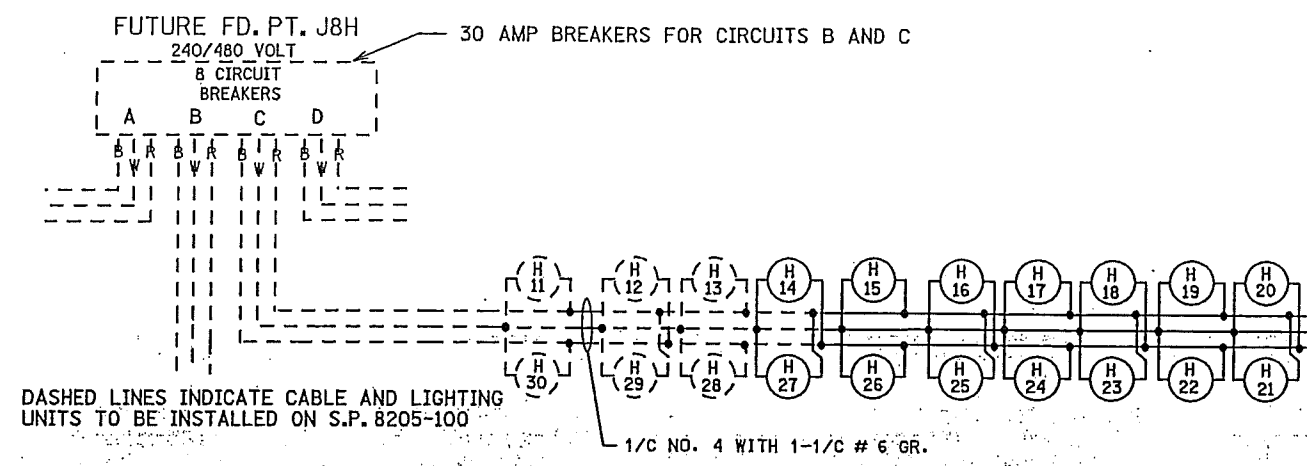 FUTURE FD. PT. J8H
240/480 VOLT
30 AMP BREAKERS FOR CIRCUITS B AND C
8 CIRCUIT
BREAKERS
A B C D
B W R B W R B W R B W R
H 11
H 12
H 13
H 14
H 15
H 16
H 17
H 18
H 19
H 20
H 30
H 29
H 28
H 27
H 26
H 25
H 24
H 23
H 22
H 21
DASHED LINES INDICATE CABLE AND LIGHTING
UNITS TO BE INSTALLED ON S.P. 8205-100
1/C NO. 4 WITH 1-1/C # 6 GR.